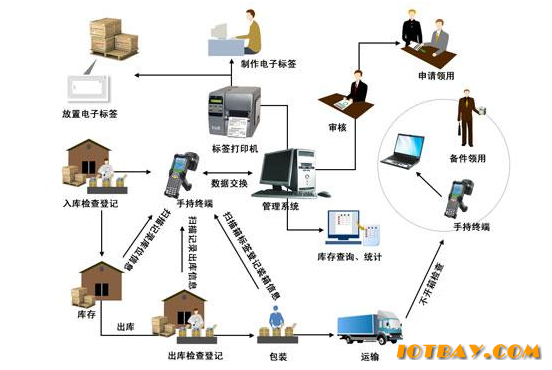 制作电子标签
申请领用
放置电子标签
标签打印机
审核
备件领用
数据交换
入库检查登记
手持终端
管理系统
手持终端
扫描记录库位信息
扫描记录出库信息
扫描箱标签登记装箱信息
库存查询、统计
不开箱检查
库存
出库
出库检查登记
包装
运输
IOTBAY.COM